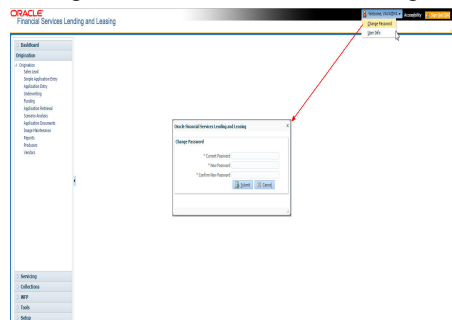 ORACLE
Financial Services Lending and Leasing
Welcome,
Accessibility
Sign Out
Change Password
User Info
Dashboard
Origination
Origination
Sales Lead
Simple Application Entry
Application Entry
Underwriting
Funding
Application Retrieval
Scenario Analysis
Application Documents
Image Maintenance
Reports
Producers
Vendors
Oracle Financial Services Lending and Leasing
Change Password
* Current Password
* New Password
* Confirm New Password
Submit Cancel
Servicing
Collections
WFP
Tools
Setup